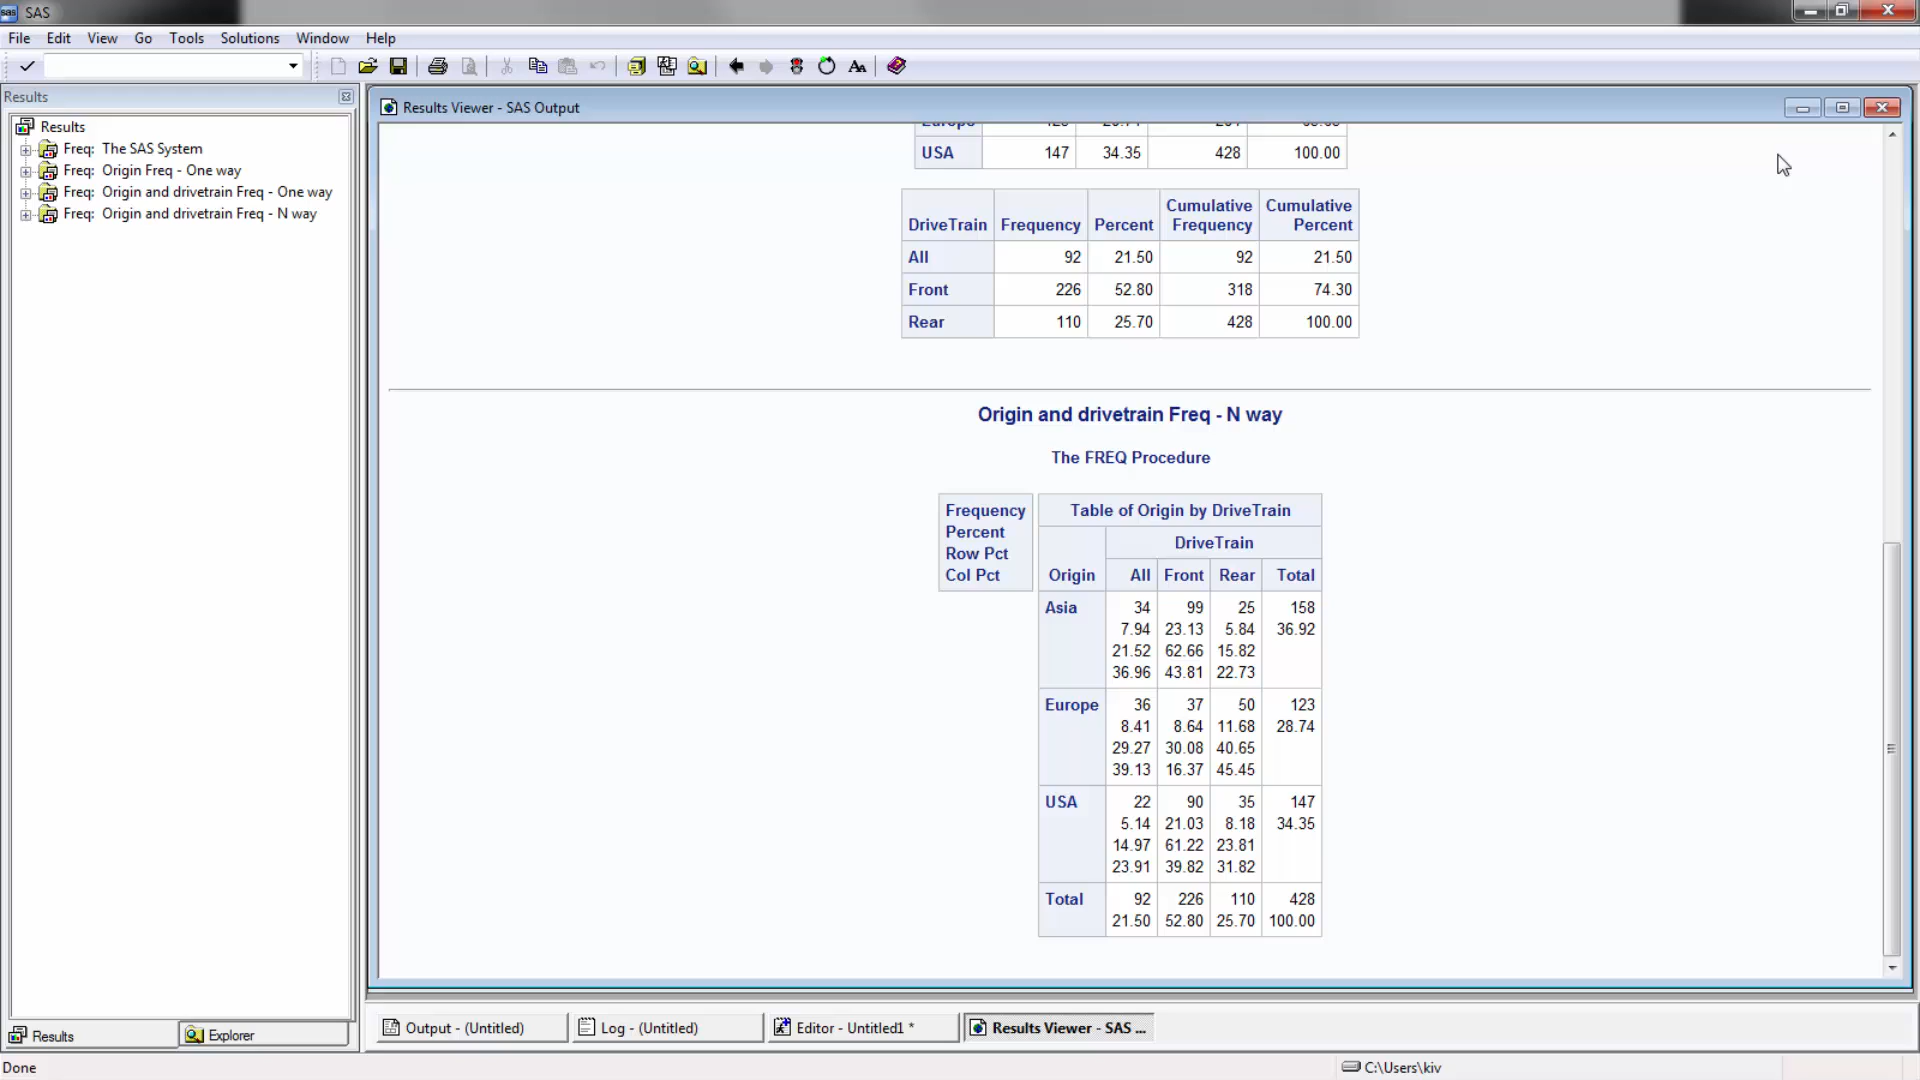 SAS
File Edit View Go Tools Solutions Window Help
Results
Results Viewer - SAS Output
Results
Freq: The SAS System
Freq: Origin Freq - One way
Freq: Origin and drivetrain Freq - One way
Freq: Origin and drivetrain Freq - N way
Europe
USA 147 34.35 428 100.00
Cumulative Cumulative
DriveTrain Frequency Percent Frequency Percent
All 92 21.50 92 21.50
Front 226 52.80 318 74.30
Rear 110 25.70 428 100.00
Origin and drivetrain Freq - N way
The FREQ Procedure
Frequency
Percent
Row Pct
Col Pct
Table of Origin by DriveTrain
DriveTrain
Origin All Front Rear Total
Asia 34 99 25 158
7.94 23.13 5.84 36.92
21.52 62.66 15.82
36.96 43.81 22.73
Europe 36 37 50 123
8.41 8.64 11.68 28.74
29.27 30.08 40.65
39.13 16.37 45.45
USA 22 90 35 147
5.14 21.03 8.18 34.35
14.97 61.22 23.81
23.91 39.82 31.82
Total 92 226 110 428
21.50 52.80 25.70 100.00
Results Explorer
Output - (Untitled) Log - (Untitled) Editor - Untitled1 * Results Viewer - SAS ...
Done C:\Users\kiv